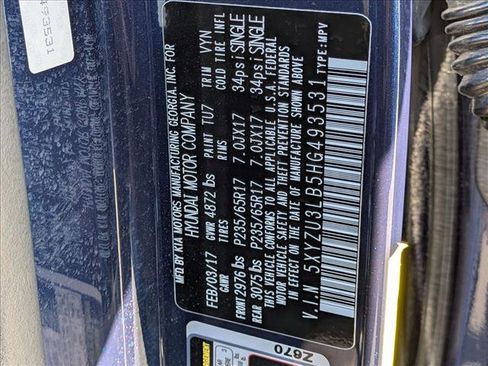 MFD. BY KIA MOTORS MANUFACTURING GEORGIA, INC. FOR
HYUNDAI MOTOR COMPANY
FEB/03/17 GVWR 4872 lbs PAINT TU7 TRIM VYN
GAWR TIRES RIMS COLD TIRE INFL
FRONT 2976 lbs P235/65R17 7.0JX17 34psi SINGLE
REAR 3075 lbs P235/65R17 7.0JX17 34psi SINGLE
THIS VEHICLE CONFORMS TO ALL APPLICABLE U.S.A. FEDERAL
MOTOR VEHICLE SAFETY AND THEFT PREVENTION STANDARDS
IN EFFECT ON THE DATE OF MANUFACTURE SHOWN ABOVE
V.I.N 5XYZU3LB5HG493531 TYPE: MPV
493531
Z670